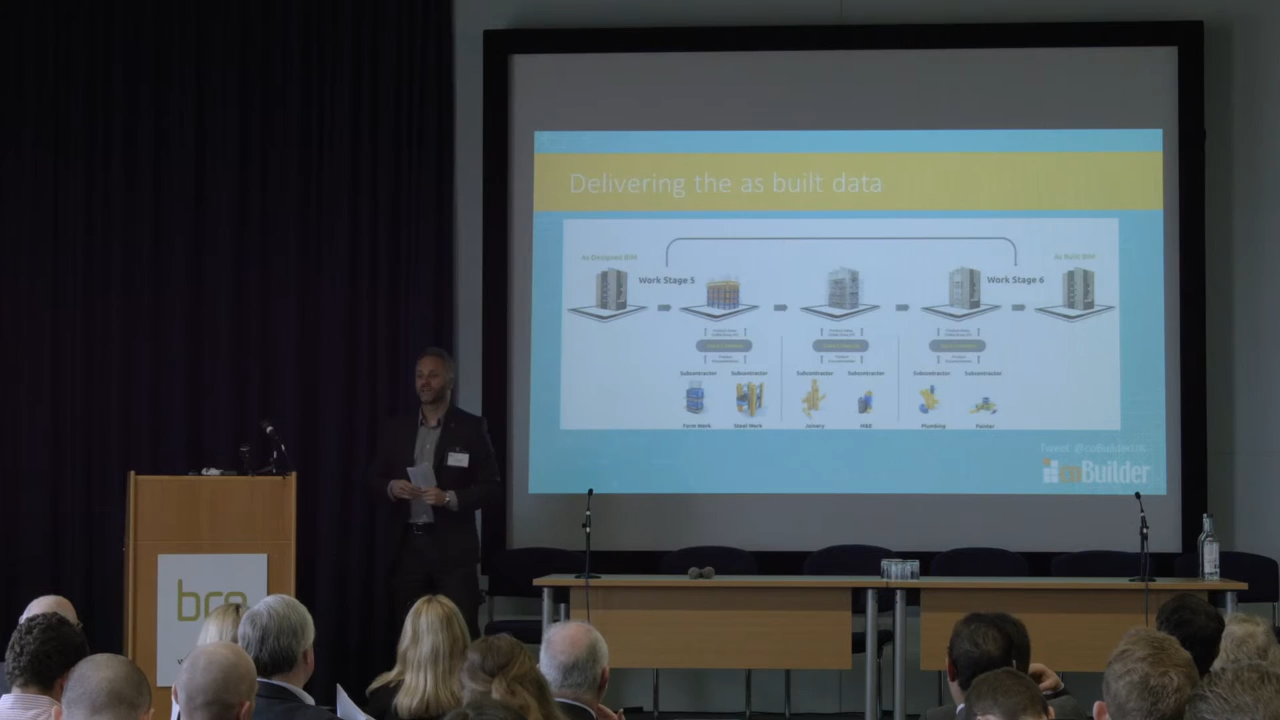 Delivering the as built data
As Designed BIM
As Built BIM
Work Stage 5
Work Stage 6
Subcontractor Subcontractor Subcontractor Subcontractor Subcontractor Subcontractor
Form Work Steel Work Joinery M&E Plumbing Painter
coBuilder
bre